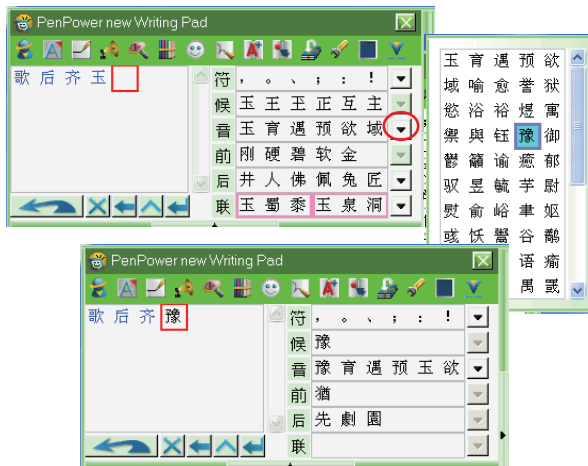 PenPower new Writing Pad
歌 后 齐 玉
符 , 。 、 ; : !
候 玉 王 王 正 互 主
音 玉 育 遇 预 欲 域
前 刚 硬 碧 软 金
后 井 人 佛 佩 兔 匠
联 玉 蜀 黍 玉 泉 洞
玉 育 遇 预 欲
域 喻 愈 誉 狱
慾 浴 裕 煜 寓
禦 與 钰 豫 御
鬱 籲 谕 癒 郁
驭 昱 毓 芋 尉
熨 俞 峪 聿 妪
彧 饫 鬻 谷 鹬
语 瘉
禺 罭
PenPower new Writing Pad
歌 后 齐 豫
符 , 。 、 ; : !
候 豫
音 豫 育 遇 预 玉 欲
前 猶
后 先 劇 園
联